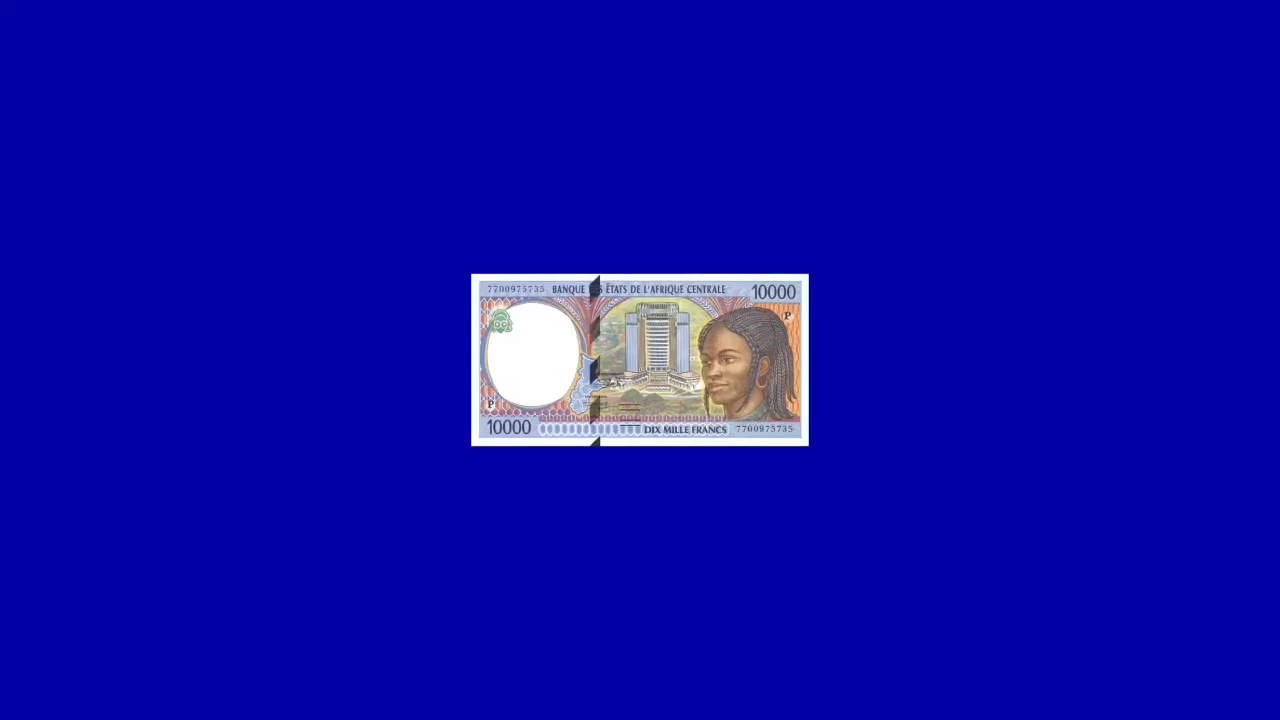 7700975735 BANQUE DES ÉTATS DE L'AFRIQUE CENTRALE 10000
P
P
10000 DIX MILLE FRANCS 7700975735